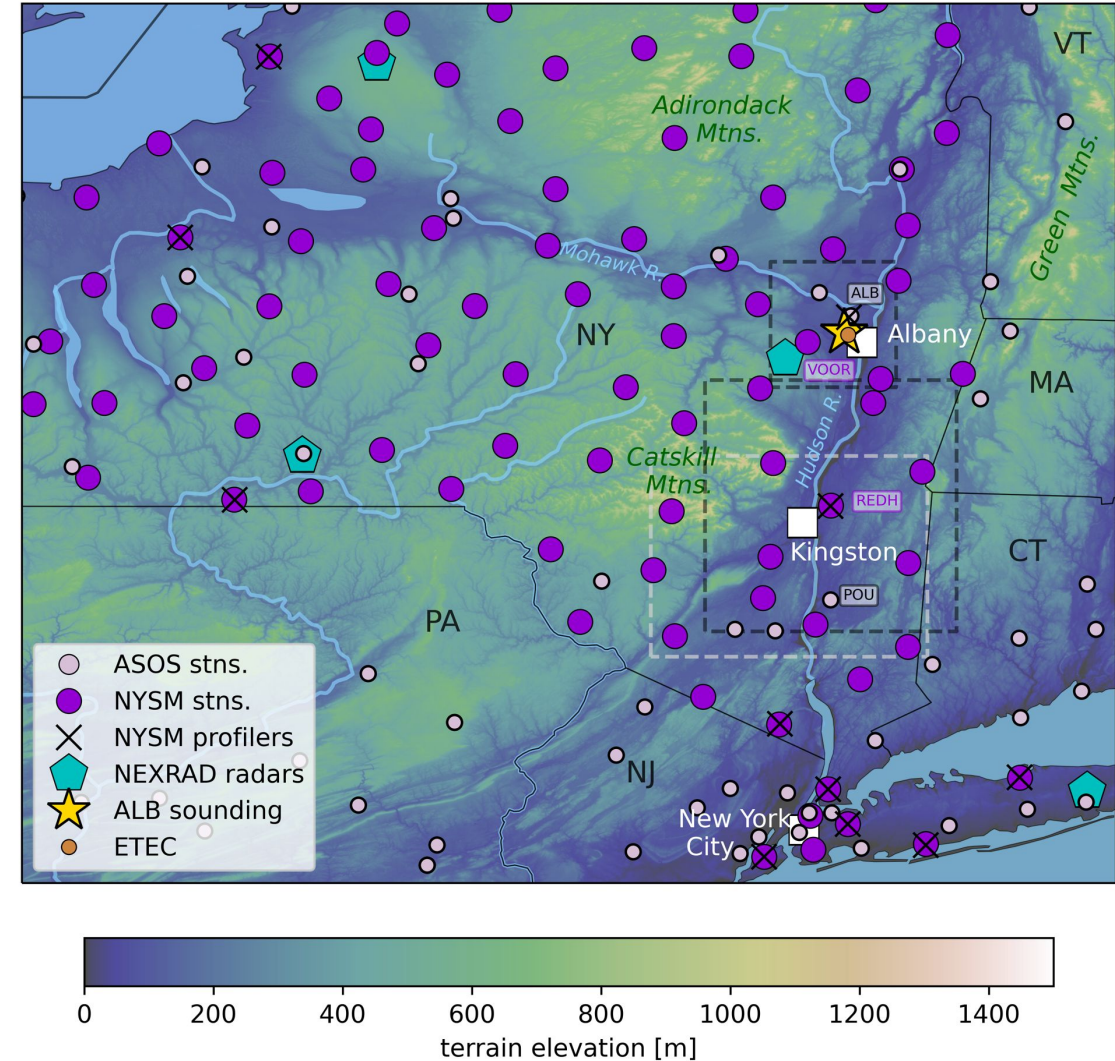 VT
Adirondack
Mtns.
Green Mtns.
Mohawk R.
ALB
NY
Albany
VOOR
MA
Hudson R.
Catskill
Mtns.
REDH
Kingston
CT
POU
PA
ASOS stns.
NYSM stns.
NYSM profilers
NEXRAD radars
ALB sounding
ETEC
NJ
New York
City
0 200 400 600 800 1000 1200 1400
terrain elevation [m]